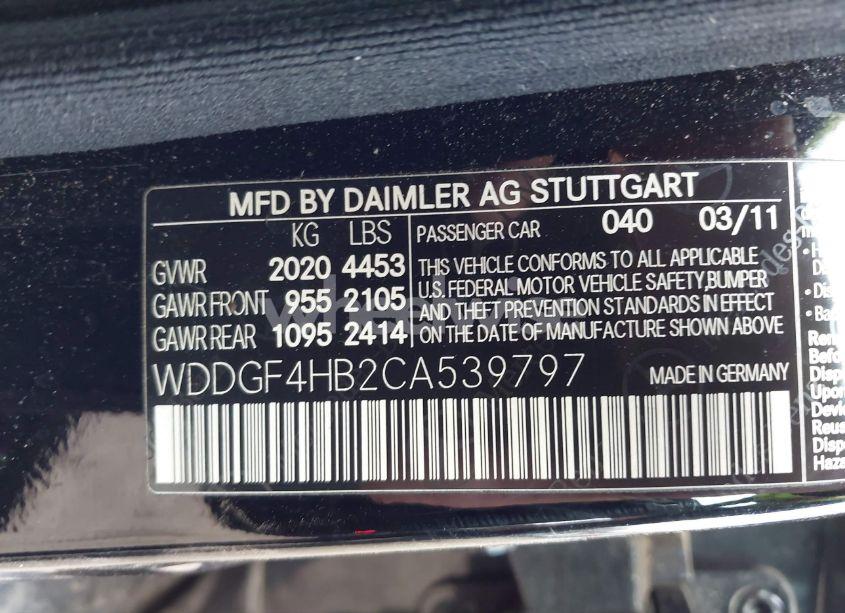 MFD BY DAIMLER AG STUTTGART
KG LBS PASSENGER CAR 040 03/11
GVWR 2020 4453
GAWR FRONT 955 2105
GAWR REAR 1095 2414
THIS VEHICLE CONFORMS TO ALL APPLICABLE
U.S. FEDERAL MOTOR VEHICLE SAFETY,BUMPER
AND THEFT PREVENTION STANDARDS IN EFFECT
ON THE DATE OF MANUFACTURE SHOWN ABOVE
WDDGF4HB2CA539797 MADE IN GERMANY